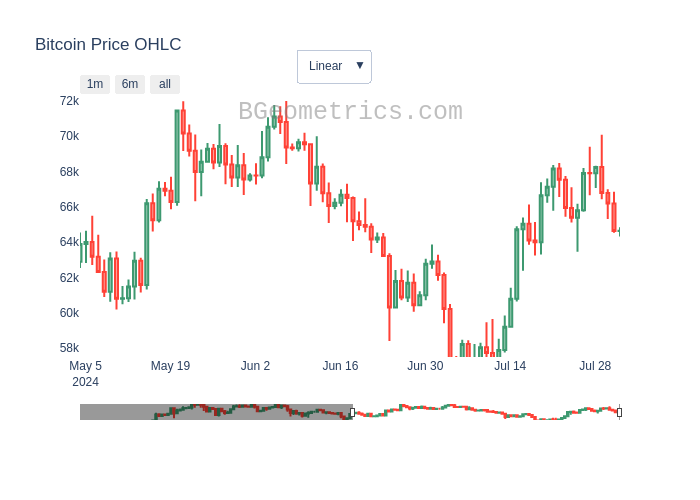 Bitcoin Price OHLC
Linear ▼
1m 6m all
BGeometrics.com
72k
70k
68k
66k
64k
62k
60k
58k
May 5 May 19 Jun 2 Jun 16 Jun 30 Jul 14 Jul 28
2024